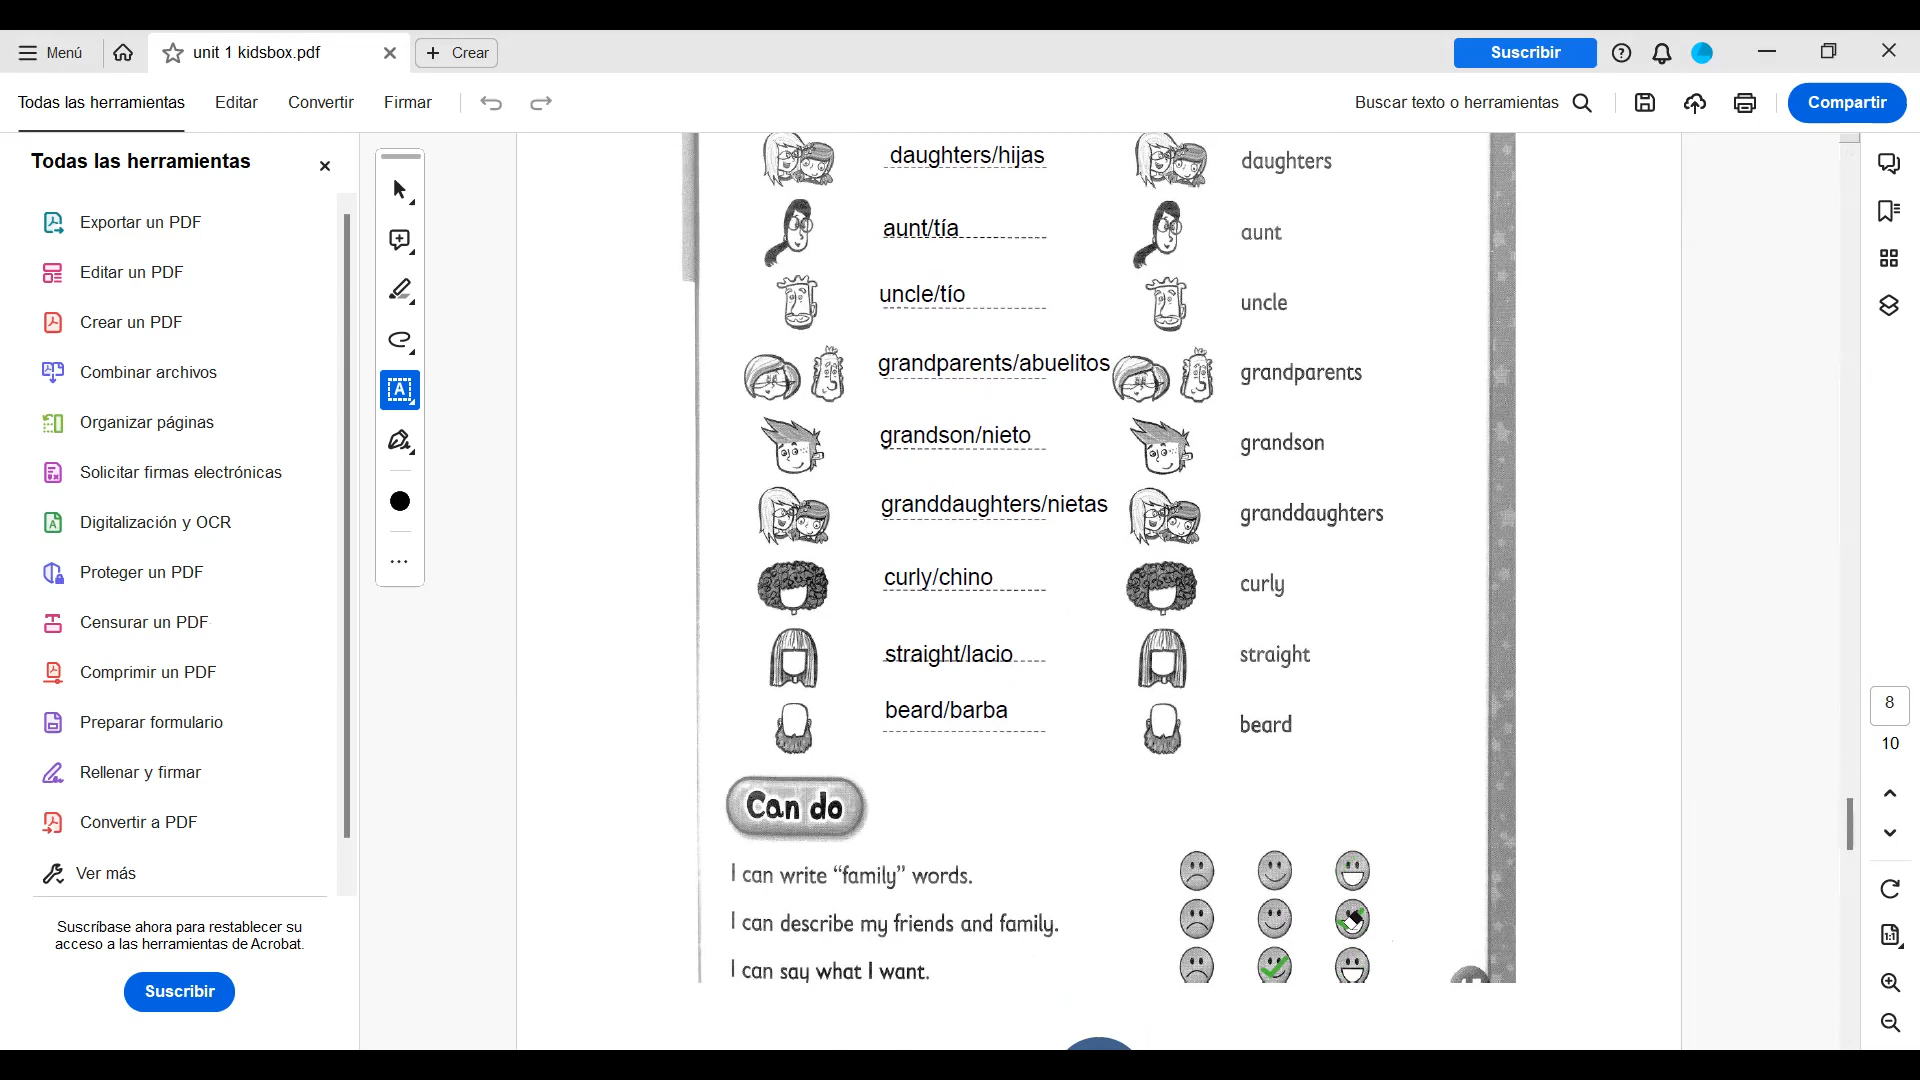 Menú
unit 1 kidsbox.pdf
Crear
Suscribir
Todas las herramientas
Editar
Convertir
Firmar
Buscar texto o herramientas
Compartir
Todas las herramientas
Exportar un PDF
Editar un PDF
Crear un PDF
Combinar archivos
Organizar páginas
Solicitar firmas electrónicas
Digitalización y OCR
Proteger un PDF
Censurar un PDF
Comprimir un PDF
Preparar formulario
Rellenar y firmar
Convertir a PDF
Ver más
Suscríbase ahora para restablecer su
acceso a las herramientas de Acrobat.
Suscribir
daughters/hijas daughters
aunt/tía aunt
uncle/tío uncle
grandparents/abuelitos grandparents
grandson/nieto grandson
granddaughters/nietas granddaughters
curly/chino curly
straight/lacio straight
beard/barba beard
Can do
I can write “family” words.
I can describe my friends and family.
I can say what I want.
8
10